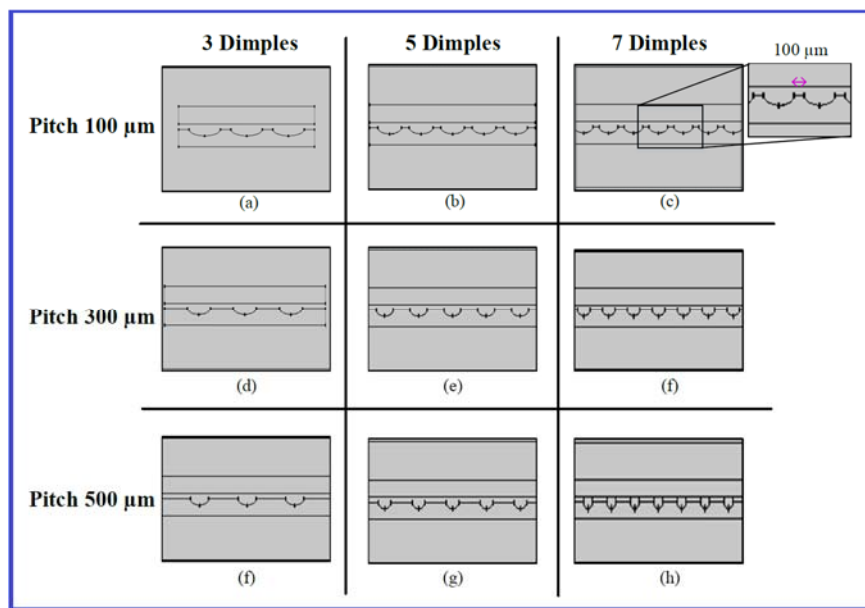 3 Dimples
5 Dimples
7 Dimples
100 µm
Pitch 100 µm
(a)
(b)
(c)
Pitch 300 µm
(d)
(e)
(f)
Pitch 500 µm
(f)
(g)
(h)